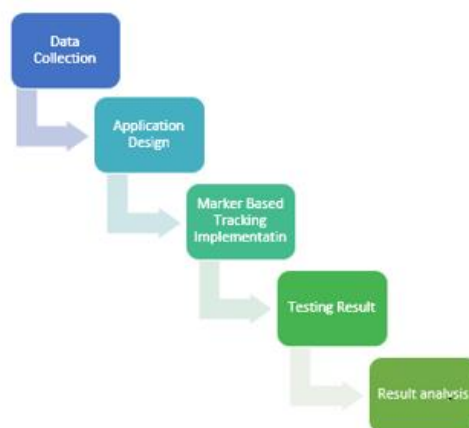 Data
Collection
Application
Design
Marker Based
Tracking
Implementatin
Testing Result
Result analysis